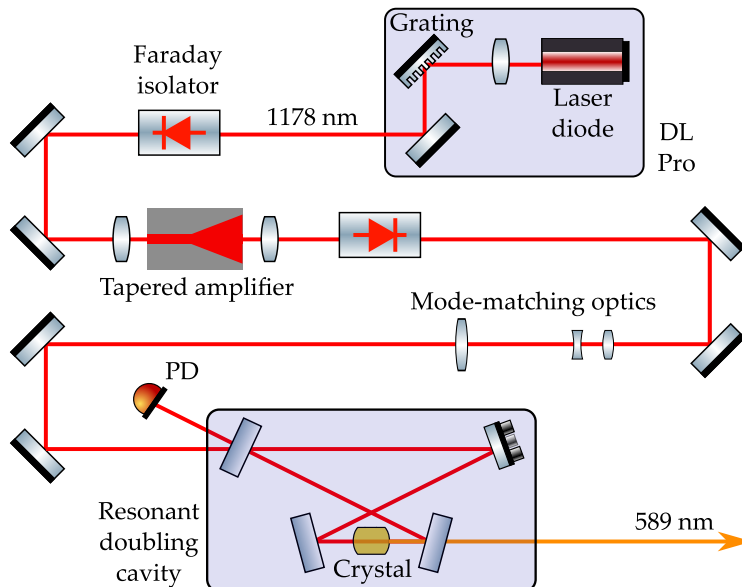 Grating
Faraday
isolator
1178 nm
Laser
diode
DL
Pro
Tapered amplifier
Mode-matching optics
PD
Resonant
doubling
cavity
Crystal
589 nm